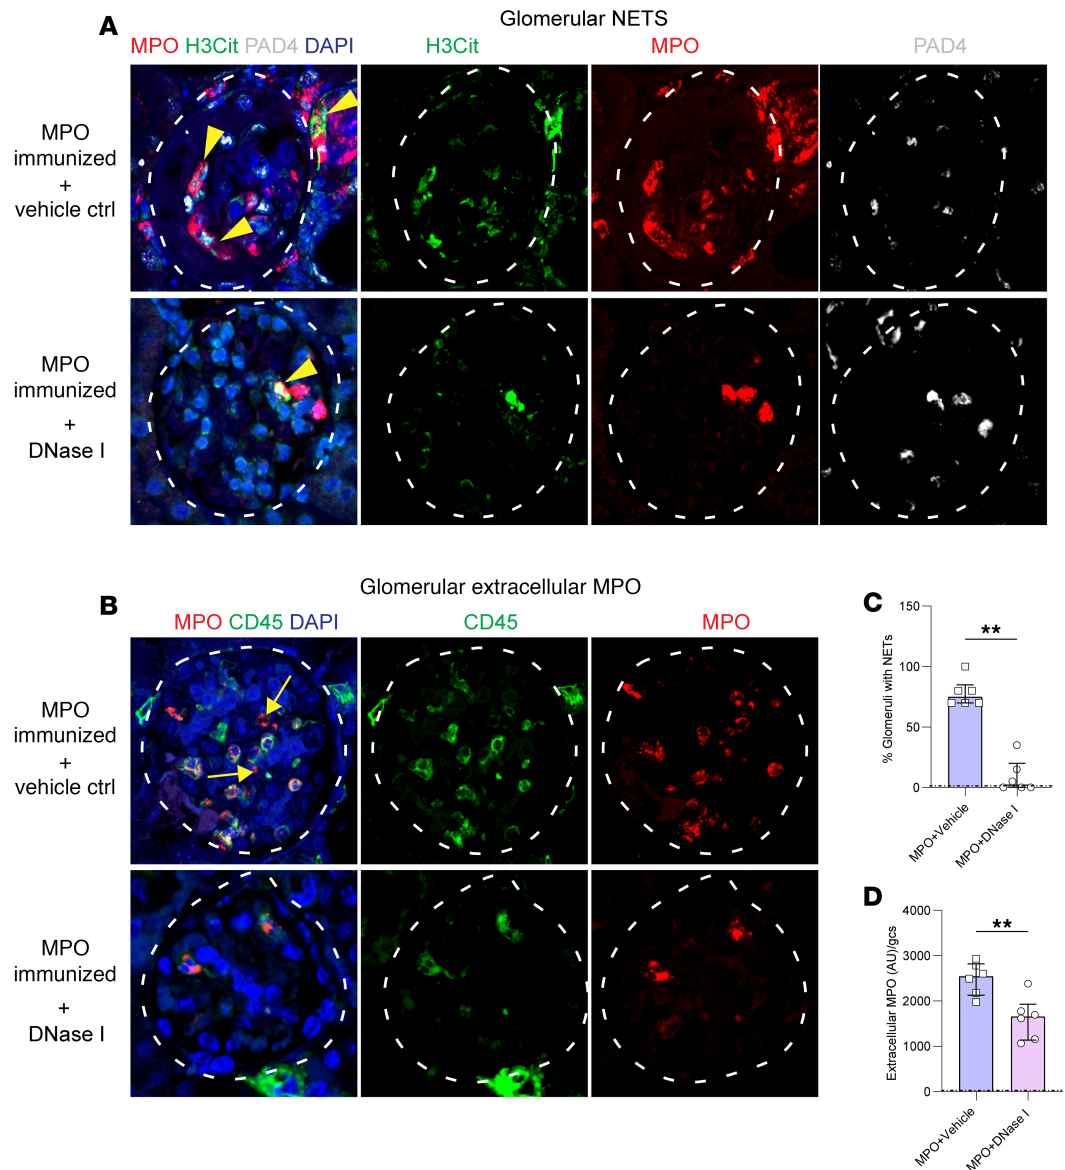 A
Glomerular NETS
MPO H3Cit PAD4 DAPI
H3Cit
MPO
PAD4
MPO
immunized
+
vehicle ctrl
MPO
immunized
+
DNase I
B
Glomerular extracellular MPO
MPO CD45 DAPI
CD45
MPO
MPO
immunized
+
vehicle ctrl
MPO
immunized
+
DNase I
C
% Glomeruli with NETs
150
100
50
0
**
MPO+Vehicle
MPO+DNase I
D
Extracellular MPO (AU)/gcs
4000
3000
2000
1000
0
**
MPO+Vehicle
MPO+DNase I